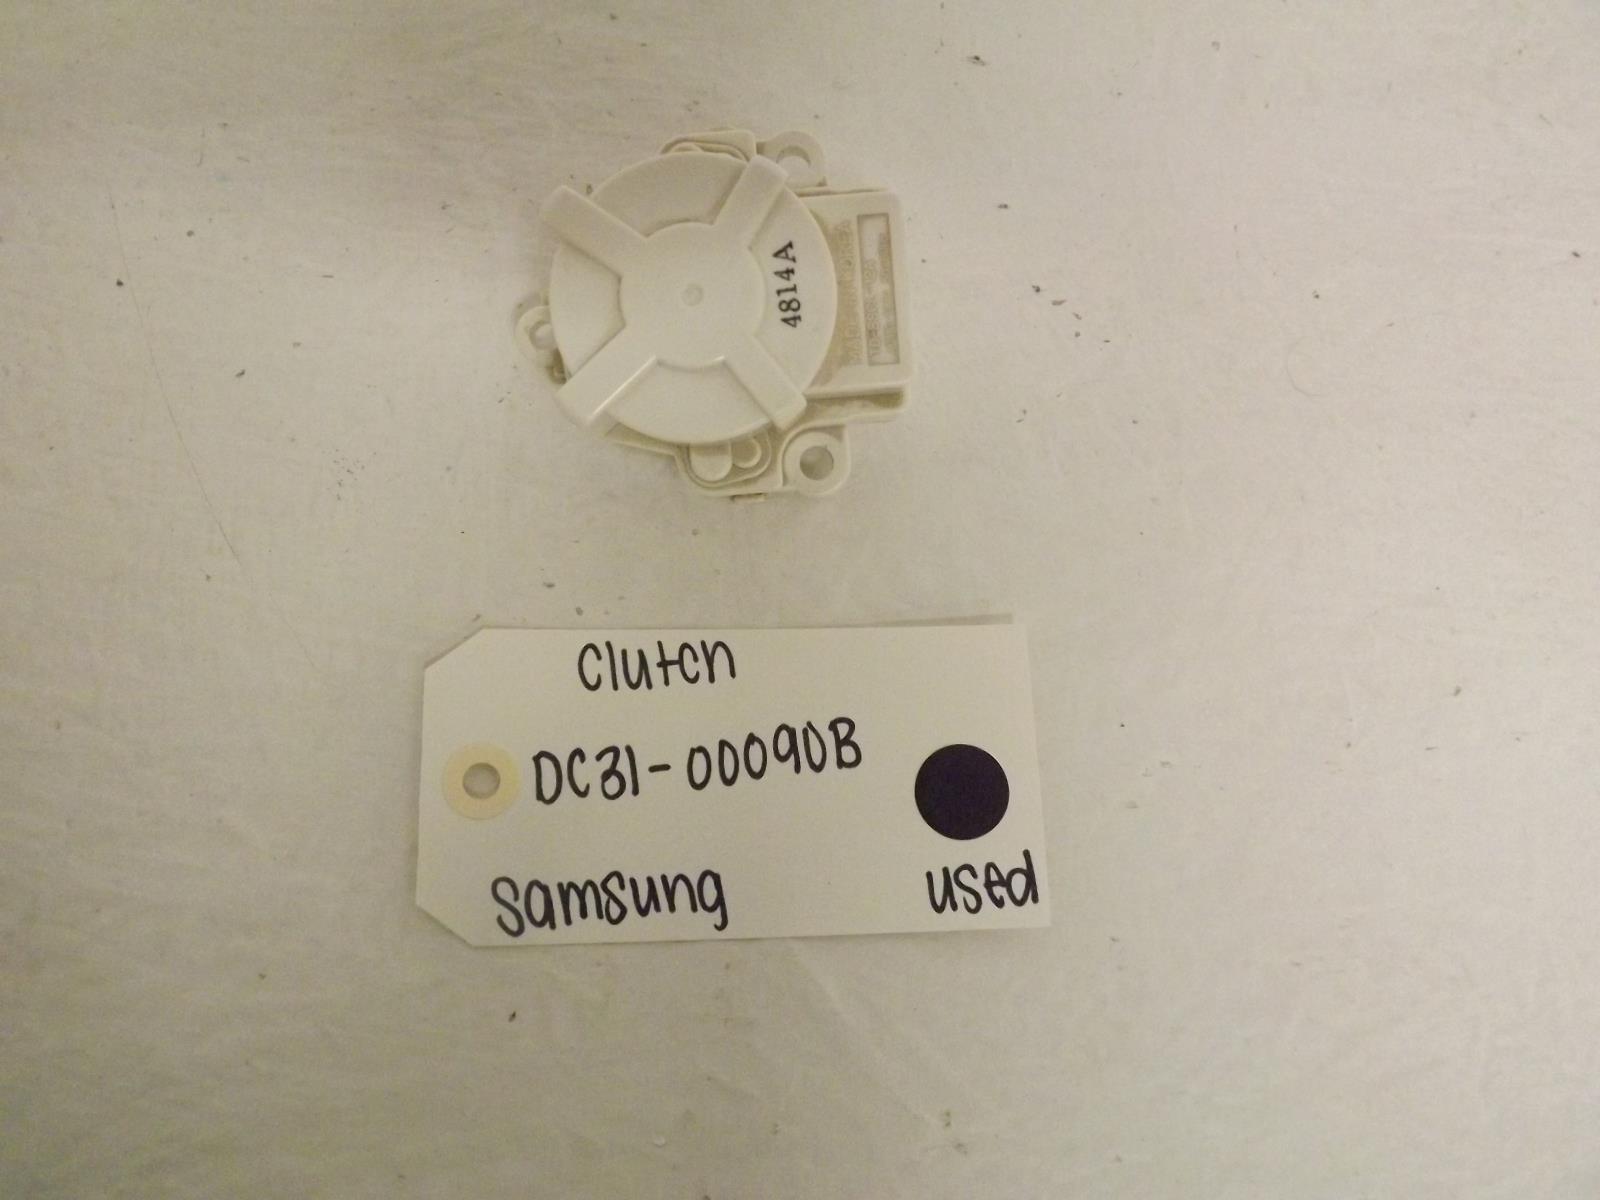 4814A
Clutch
DC31-00090B
Samsung
used